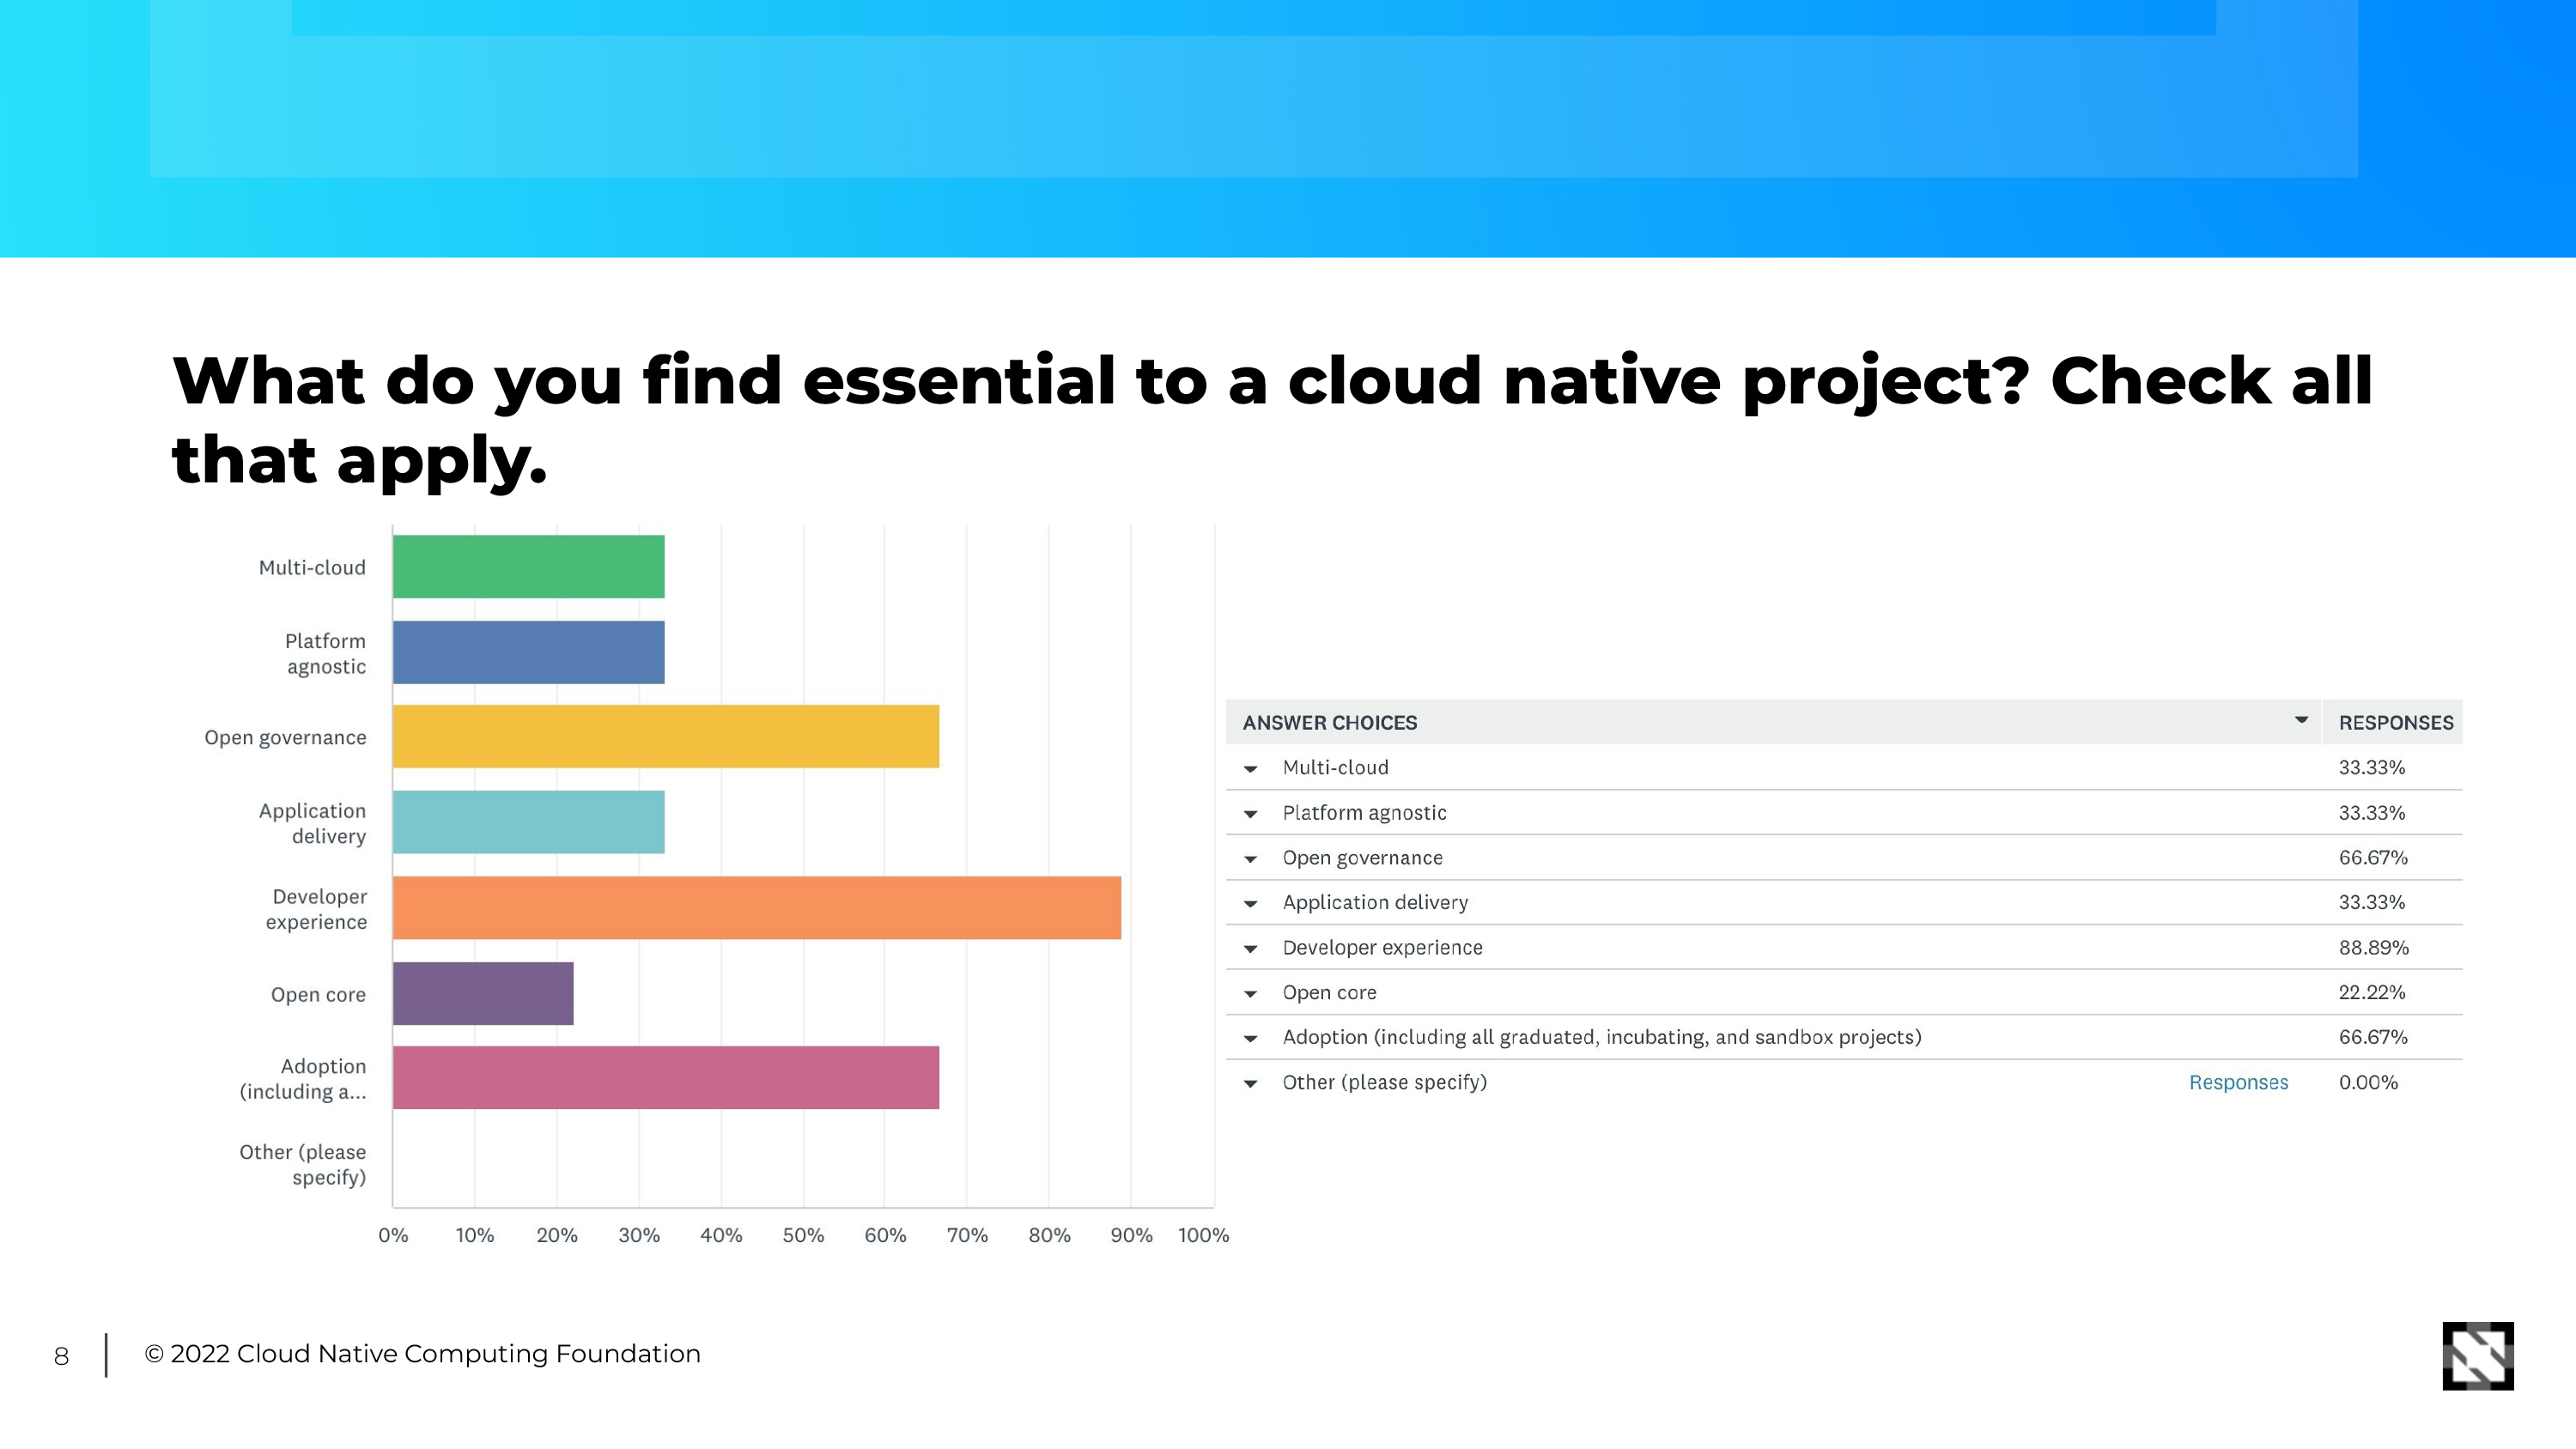 What do you find essential to a cloud native project? Check all
that apply.
Multi-cloud
Platform
agnostic
Open governance
Application
delivery
Developer
experience
Open core
Adoption
(including a...
Other (please
specify)
0% 10% 20% 30% 40% 50% 60% 70% 80% 90% 100%
ANSWER CHOICES RESPONSES
Multi-cloud 33.33%
Platform agnostic 33.33%
Open governance 66.67%
Application delivery 33.33%
Developer experience 88.89%
Open core 22.22%
Adoption (including all graduated, incubating, and sandbox projects) 66.67%
Other (please specify) Responses 0.00%
8 © 2022 Cloud Native Computing Foundation